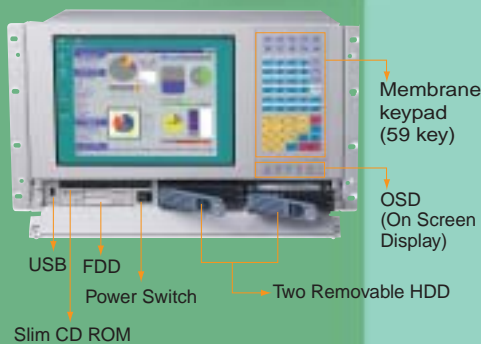 Membrane
keypad
(59 key)
OSD
(On Screen
Display)
USB
FDD
Power Switch
Two Removable HDD
Slim CD ROM